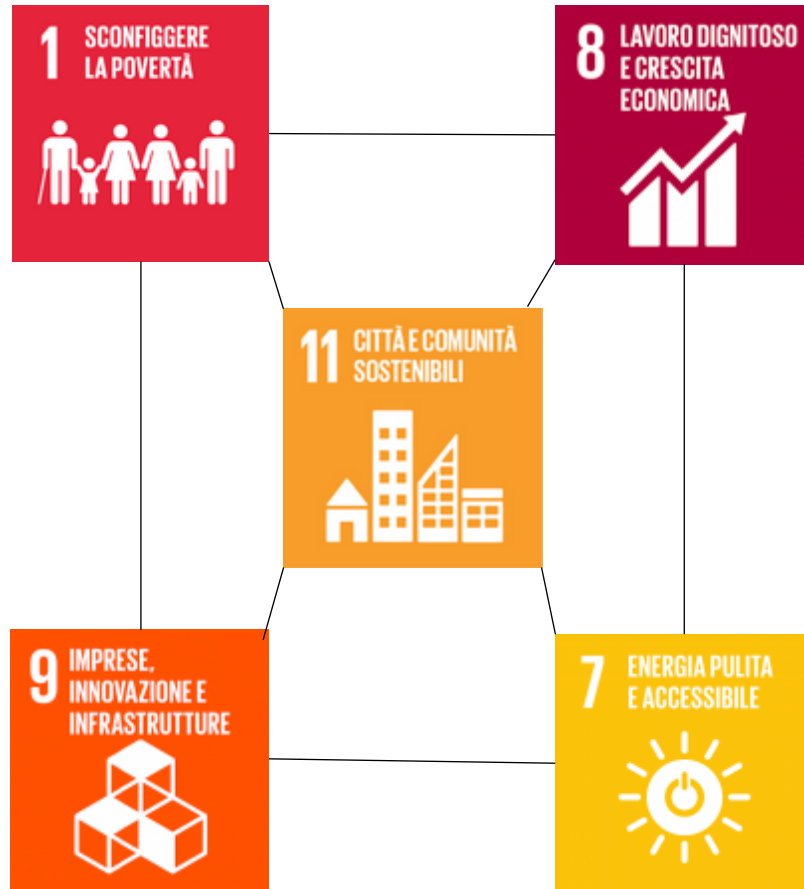 1 SCONFIGGERE
LA POVERTÀ
8 LAVORO DIGNITOSO
E CRESCITA
ECONOMICA
11 CITTÀ E COMUNITÀ
SOSTENIBILI
9 IMPRESE,
INNOVAZIONE E
INFRASTRUTTURE
7 ENERGIA PULITA
E ACCESSIBILE